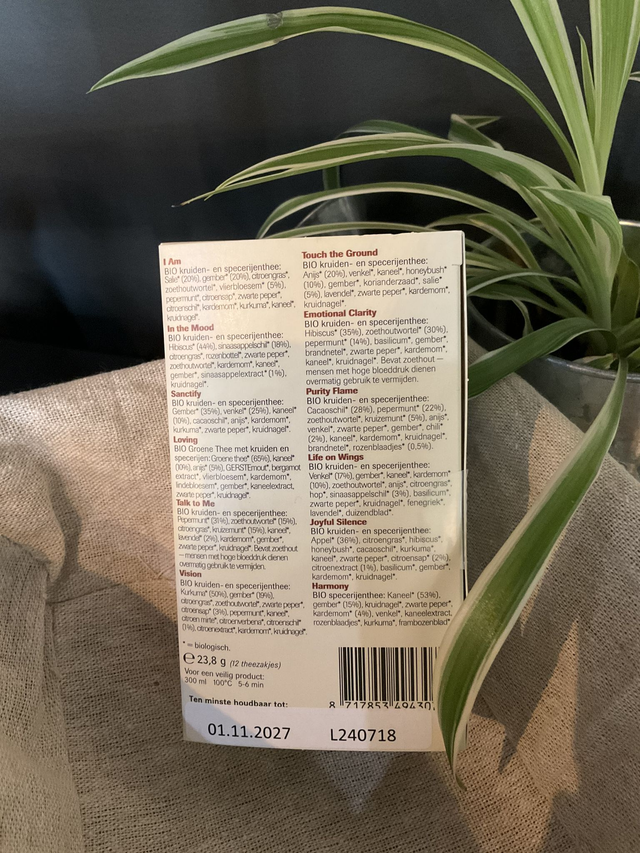 I Am
BIO kruiden- en specerijenthee:
Salie* (20%), gember* (20%), citroengras*,
zoethoutwortel*, vlierbloesem* (5%),
pepermunt*, citroensap*, zwarte peper*,
citroenschil*, kardemom*, kurkuma*, kaneel*,
kruidnagel*.
In the Mood
BIO kruiden- en specerijenthee:
Hibiscus* (44%), sinaasappelschil* (18%),
citroengras*, rozenbottel*, zwarte peper*,
zoethoutwortel*, kardemom*, kaneel*,
gember*, sinaasappelextract* (1%),
kruidnagel*.
Sanctify
BIO kruiden- en specerijenthee:
Gember* (35%), venkel* (25%), kaneel*
(10%), cacaoschil*, anijs*, kardemom*,
kurkuma*, zwarte peper*, kruidnagel*.
Loving
BIO Groene Thee met kruiden en
specerijen: Groene thee* (65%), kaneel*
(10%), anijs* (5%), GERSTEmout*, bergamot
extract*, vlierbloesem*, kardemom*,
lindebloesem*, gember*, kaneelextract,
zwarte peper*, kruidnagel*.
Talk to Me
BIO kruiden- en specerijenthee:
Pepermunt* (31%), zoethoutwortel* (15%),
citroengras*, kruizemunt* (15%), kaneel*,
lavendel* (2%), kardemom*, gember*,
zwarte peper*, kruidnagel*. Bevat zoethout
—mensen met hoge bloeddruk dienen
overmatig gebruik te vermijden.
Vision
BIO kruiden- en specerijenthee:
Kurkuma* (50%), gember* (19%),
citroengras*, zoethoutwortel*, zwarte peper*,
citroensap* (3%), pepermunt*, kaneel*,
citroen mirte*, citroenverbena*, citroenschil*
(1%), citroenextract*, kardemom*, kruidnagel*.
Touch the Ground
BIO kruiden- en specerijenthee:
Anijs* (20%), venkel*, kaneel*, honeybush*
(10%), gember*, korianderzaad*, salie*
(5%), lavendel*, zwarte peper*, kardemom*,
kruidnagel*.
Emotional Clarity
BIO kruiden- en specerijenthee:
Hibiscus* (35%), zoethoutwortel* (30%),
pepermunt* (14%), basilicum*, gember*,
brandnetel*, zwarte peper*, kardemom*,
kaneel*, kruidnagel*. Bevat zoethout —
mensen met hoge bloeddruk dienen
overmatig gebruik te vermijden.
Purity Flame
BIO kruiden- en specerijenthee:
Cacaoschil* (28%), pepermunt* (22%),
zoethoutwortel*, kruizemunt* (5%), anijs*,
venkel*, zwarte peper*, gember*, chili*
(2%), kaneel*, kardemom*, kruidnagel*,
brandnetel*, rozenblaadjes* (0,5%).
Life on Wings
BIO kruiden- en specerijenthee:
Venkel* (17%), gember*, kaneel*, kardemom*
(10%), zoethoutwortel*, anijs*, citroengras*,
hop*, sinaasappelschil* (3%), basilicum*,
zwarte peper*, kruidnagel*, fenegriek*,
lavendel*, duizendblad*.
Joyful Silence
BIO kruiden- en specerijenthee:
Appel* (36%), citroengras*, hibiscus*,
honeybush*, cacaoschil*, kurkuma*,
kaneel*, zwarte peper*, citroensap* (2%),
citroenextract (1%), basilicum*, gember*,
kardemom*, kruidnagel*.
Harmony
BIO specerijenthee: Kaneel* (53%),
gember* (15%), kruidnagel*, zwarte peper*,
kardemom* (4%), venkel*, kaneelextract,
rozenblaadjes*, kurkuma*, frambozenblad*.
* = biologisch.
e 23,8 g (12 theezakjes)
Voor een veilig product:
300 ml 100°C 5-6 min
Ten minste houdbaar tot:
8 717853 49430
01.11.2027 L240718